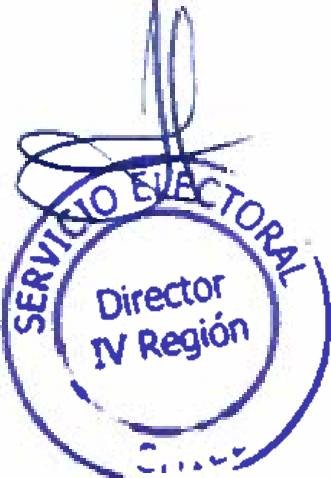 SERVICIO ELECTORAL
Director
IV Región